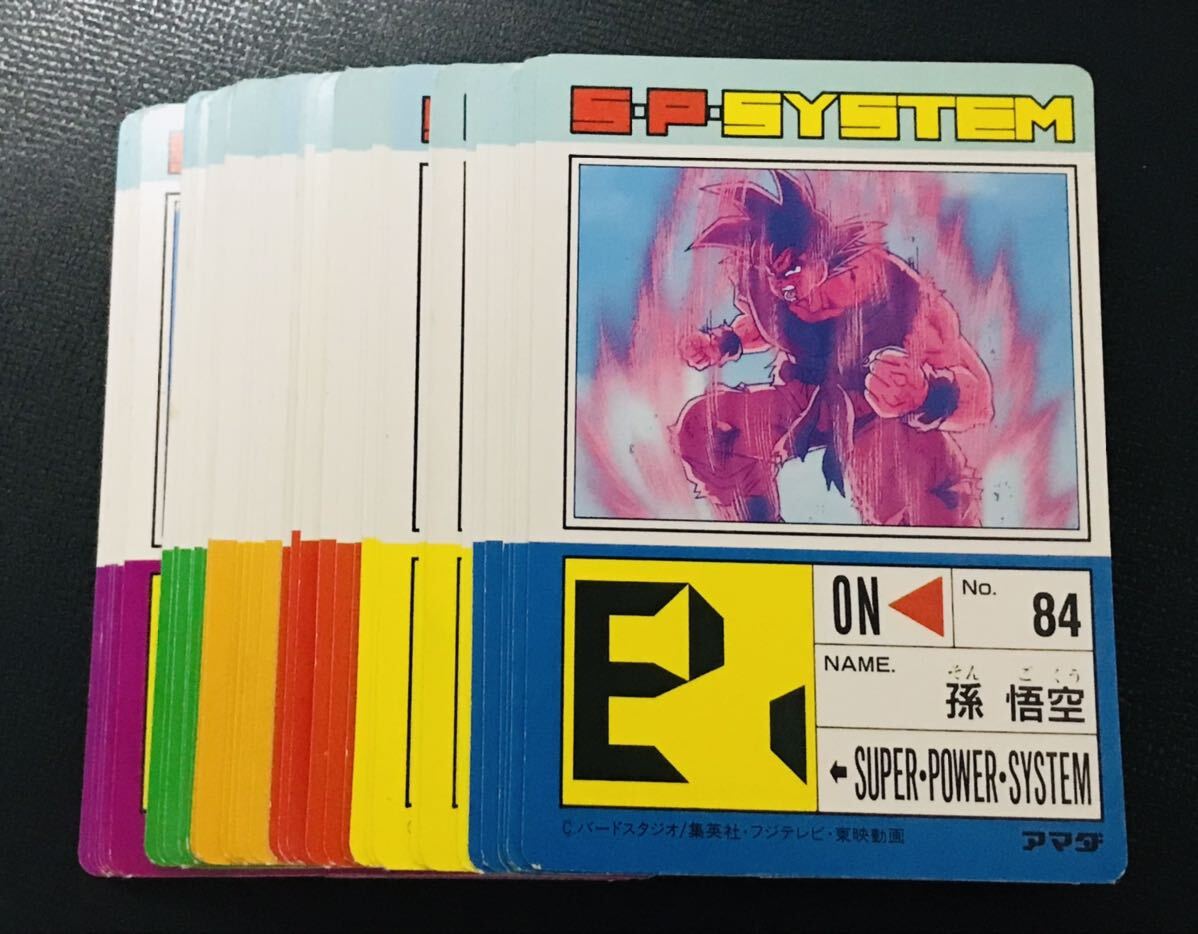 S·P·SYSTEM
ON
No.
84
NAME.
そん ご くう
孫 悟空
←SUPER·POWER·SYSTEM
©バードスタジオ/集英社・フジテレビ・東映動画
アマダ